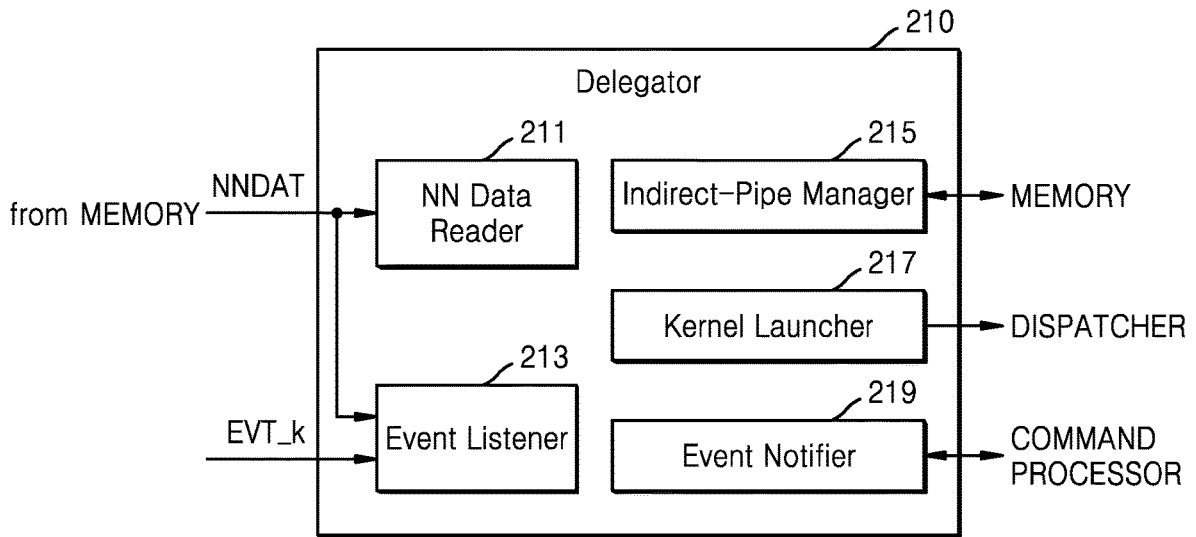 210
Delegator
211
215
NNDAT
from MEMORY
NN Data
Reader
Indirect-Pipe Manager
MEMORY
217
Kernel Launcher
DISPATCHER
213
219
EVT_k
Event Listener
Event Notifier
COMMAND
PROCESSOR